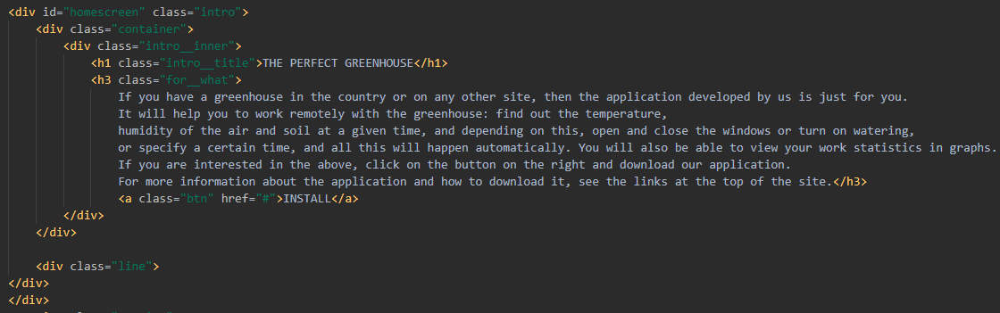 <div id="homescreen" class="intro">
<div class="container">
<div class="intro__inner">
<h1 class="intro__title">THE PERFECT GREENHOUSE</h1>
<h3 class="for__what">
If you have a greenhouse in the country or on any other site, then the application developed by us is just for you.
It will help you to work remotely with the greenhouse: find out the temperature,
humidity of the air and soil at a given time, and depending on this, open and close the windows or turn on watering,
or specify a certain time, and all this will happen automatically. You will also be able to view your work statistics in graphs.
If you are interested in the above, click on the button on the right and download our application.
For more information about the application and how to download it, see the links at the top of the site.</h3>
<a class="btn" href="#">INSTALL</a>
</div>
</div>
<div class="line">
</div>
</div>